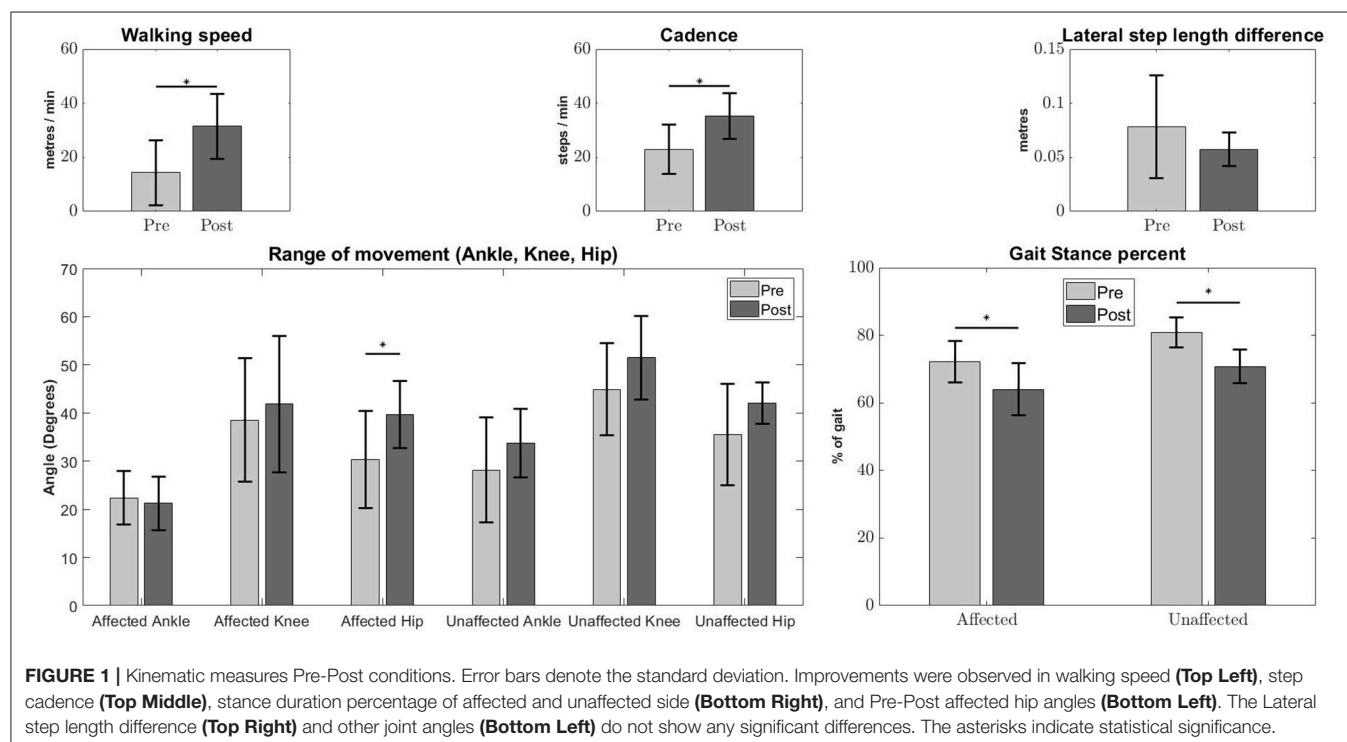 Walking speed
60
40
20
0
metres / min
*
Pre Post
Cadence
60
40
20
0
steps / min
*
Pre Post
Lateral step length difference
0.15
0.1
0.05
0
metres
Pre Post
Range of movement (Ankle, Knee, Hip)
70
60
50
40
30
20
10
0
Angle (Degrees)
Pre
Post
*
Affected Ankle Affected Knee Affected Hip Unaffected Ankle Unaffected Knee Unaffected Hip
Gait Stance percent
100
80
60
40
20
0
% of gait
Pre
Post
*
*
Affected Unaffected
FIGURE 1 | Kinematic measures Pre-Post conditions. Error bars denote the standard deviation. Improvements were observed in walking speed (Top Left), step
cadence (Top Middle), stance duration percentage of affected and unaffected side (Bottom Right), and Pre-Post affected hip angles (Bottom Left). The Lateral
step length difference (Top Right) and other joint angles (Bottom Left) do not show any significant differences. The asterisks indicate statistical significance.